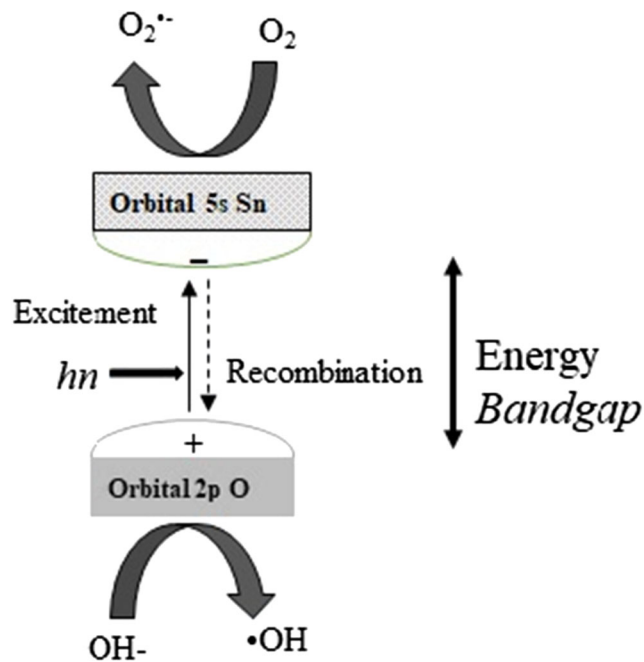 O₂•- O₂
Orbital 5s Sn
-
Excitement
hn
Recombination
Energy
Bandgap
+
Orbital 2p O
OH- •OH